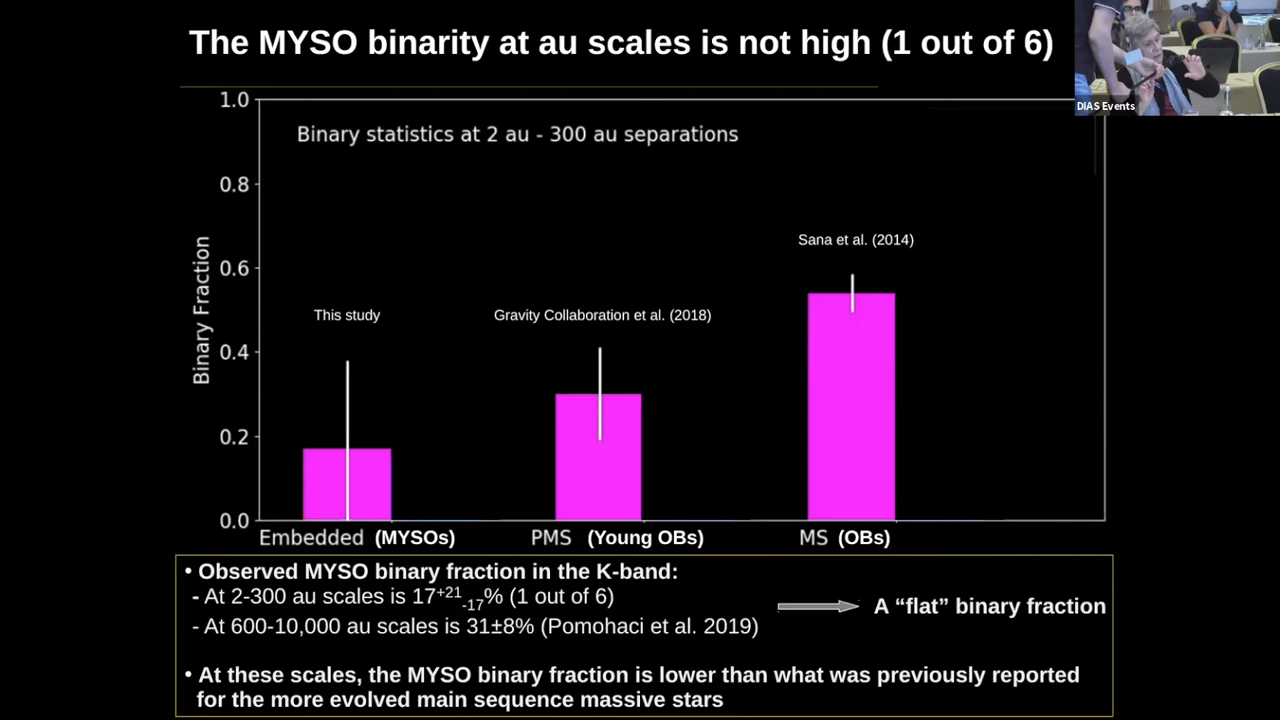 The MYSO binarity at au scales is not high (1 out of 6)
DIAS Events
Binary statistics at 2 au - 300 au separations
1.0
0.8
0.6
0.4
0.2
0.0
Binary Fraction
This study
Gravity Collaboration et al. (2018)
Sana et al. (2014)
Embedded (MYSOs)
PMS (Young OBs)
MS (OBs)
• Observed MYSO binary fraction in the K-band:
- At 2-300 au scales is 17+21-17% (1 out of 6)
- At 600-10,000 au scales is 31±8% (Pomohaci et al. 2019)
A “flat” binary fraction
• At these scales, the MYSO binary fraction is lower than what was previously reported
for the more evolved main sequence massive stars